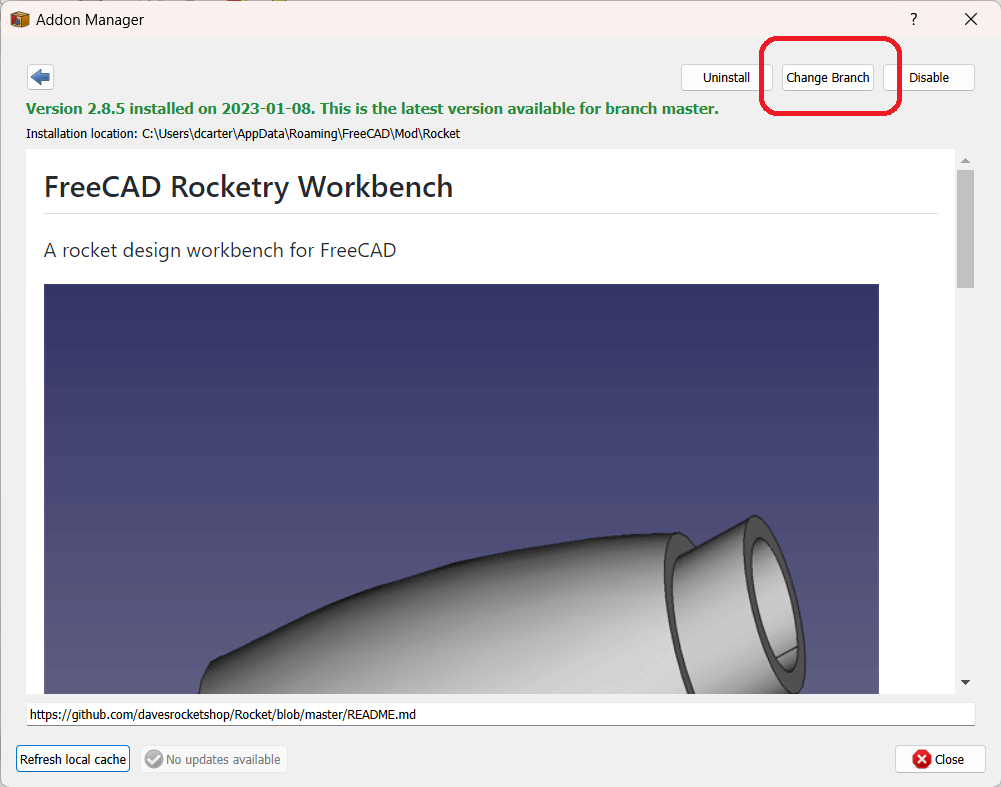 Addon Manager
?
Uninstall
Change Branch
Disable
Version 2.8.5 installed on 2023-01-08. This is the latest version available for branch master.
Installation location: C:\Users\dcarter\AppData\Roaming\FreeCAD\Mod\Rocket
FreeCAD Rocketry Workbench
A rocket design workbench for FreeCAD
https://github.com/davesrocketshop/Rocket/blob/master/README.md
Refresh local cache
No updates available
Close